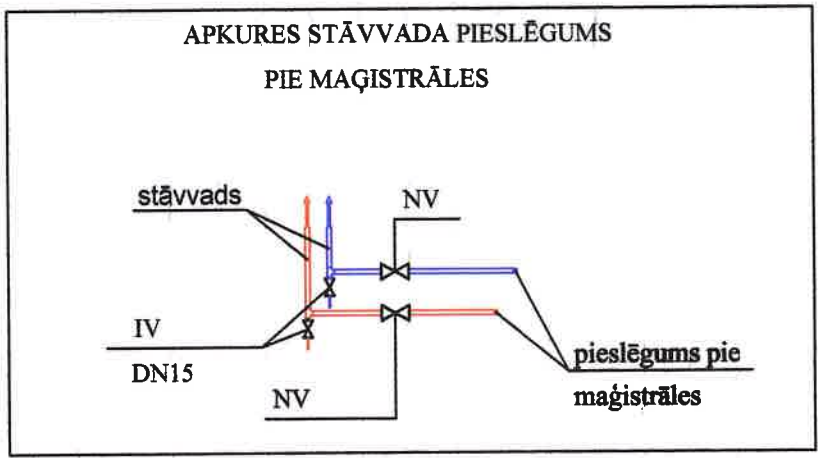 APKURES STĀVVADA PIESLĒGUMS
PIE MAĢISTRĀLES
stāvvads
NV
IV
DN15
NV
pieslēgums pie
maģistrāles